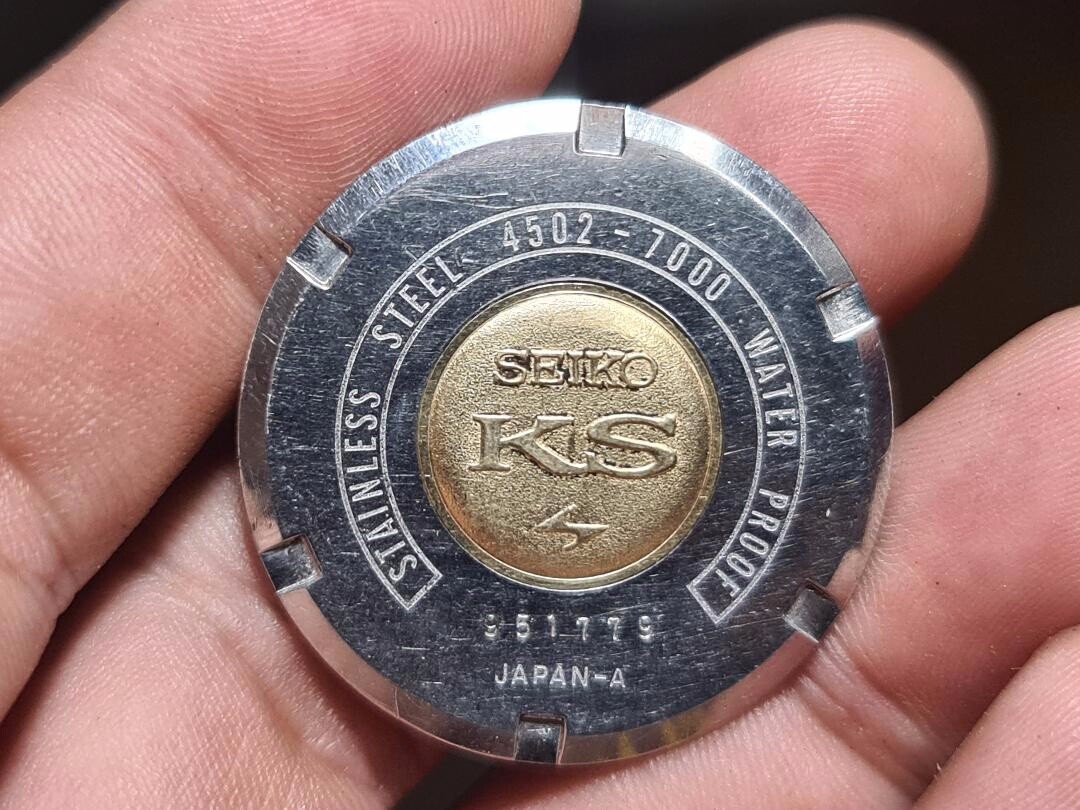 STAINLESS STEEL 4502-7000 WATER PROOF
SEIKO
KS
951779
JAPAN-A